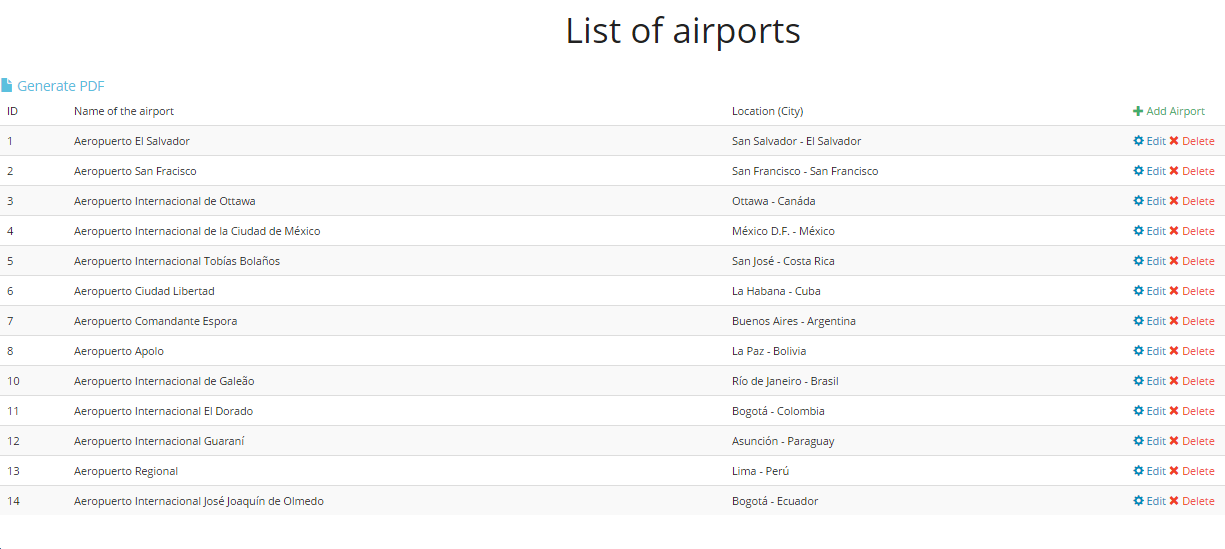 List of airports
Generate PDF
ID Name of the airport Location (City) Add Airport
1 Aeropuerto El Salvador San Salvador - El Salvador Edit Delete
2 Aeropuerto San Fracisco San Francisco - San Francisco Edit Delete
3 Aeropuerto Internacional de Ottawa Ottawa - Canáda Edit Delete
4 Aeropuerto Internacional de la Ciudad de México México D.F. - México Edit Delete
5 Aeropuerto Internacional Tobías Bolaños San José - Costa Rica Edit Delete
6 Aeropuerto Ciudad Libertad La Habana - Cuba Edit Delete
7 Aeropuerto Comandante Espora Buenos Aires - Argentina Edit Delete
8 Aeropuerto Apolo La Paz - Bolivia Edit Delete
10 Aeropuerto Internacional de Galeão Río de Janeiro - Brasil Edit Delete
11 Aeropuerto Internacional El Dorado Bogotá - Colombia Edit Delete
12 Aeropuerto Internacional Guaraní Asunción - Paraguay Edit Delete
13 Aeropuerto Regional Lima - Perú Edit Delete
14 Aeropuerto Internacional José Joaquín de Olmedo Bogotá - Ecuador Edit Delete